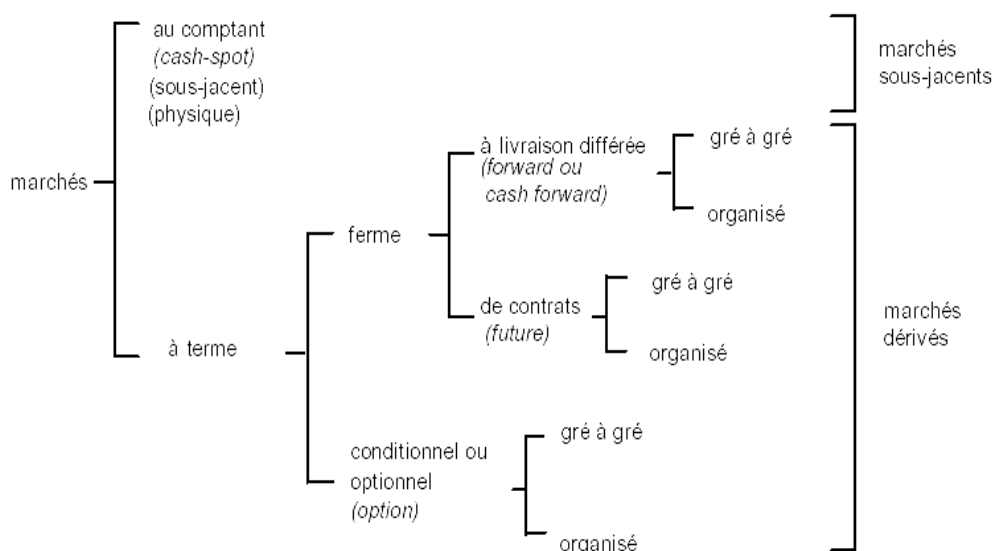 au comptant
(cash-spot)
(sous-jacent)
(physique)
marchés
sous-jacents
marchés
à livraison différée
(forward ou
cash forward)
gré à gré
organisé
ferme
de contrats
(future)
gré à gré
organisé
à terme
marchés
dérivés
conditionnel ou
optionnel
(option)
gré à gré
organisé